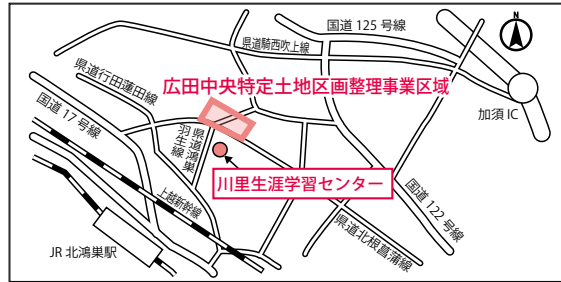 国道125号線
N
県道騎西吹上線
県道行田蓮田線
広田中央特定土地区画整理事業区域
国道17号線
加須IC
県道鴻巣
羽生線
川里生涯学習センター
上越新幹線
国道122号線
県道北根菖蒲線
JR北鴻巣駅